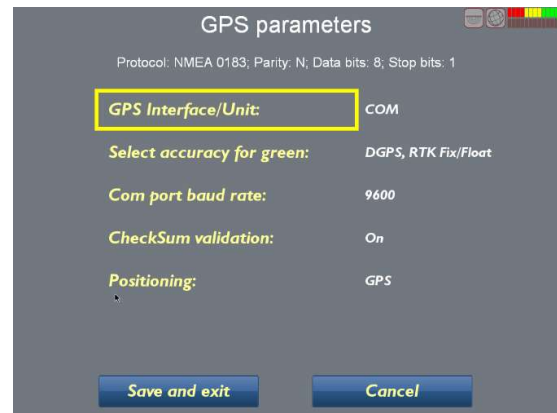 GPS parameters
Protocol: NMEA 0183; Parity: N; Data bits: 8; Stop bits: 1
GPS Interface/Unit: COM
Select accuracy for green: DGPS, RTK Fix/Float
Com port baud rate: 9600
CheckSum validation: On
Positioning: GPS
Save and exit Cancel